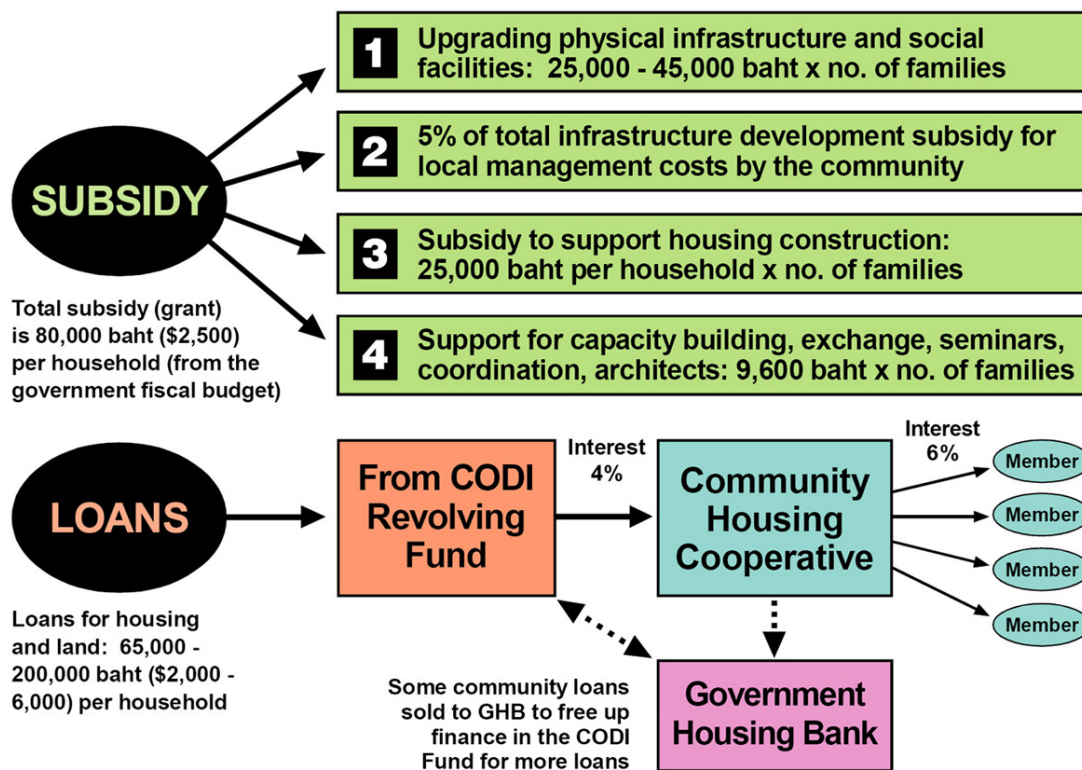 SUBSIDY
Total subsidy (grant)
is 80,000 baht ($2,500)
per household (from the
government fiscal budget)
1
Upgrading physical infrastructure and social
facilities: 25,000 - 45,000 baht x no. of families
2
5% of total infrastructure development subsidy for
local management costs by the community
3
Subsidy to support housing construction:
25,000 baht per household x no. of families
4
Support for capacity building, exchange, seminars,
coordination, architects: 9,600 baht x no. of families
LOANS
Loans for housing
and land: 65,000 -
200,000 baht ($2,000 -
6,000) per household
From CODI
Revolving
Fund
Interest
4%
Community
Housing
Cooperative
Interest
6%
Member
Member
Member
Member
Some community loans
sold to GHB to free up
finance in the CODI
Fund for more loans
Government
Housing Bank